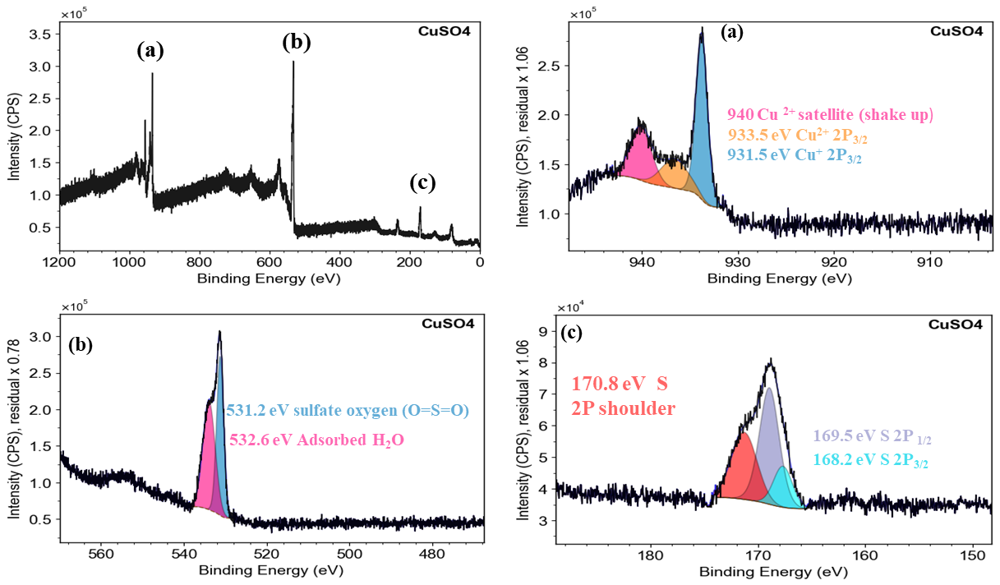 ×10⁵
CuSO4
(a)
(b)
(c)
3.5
3.0
2.5
2.0
1.5
1.0
0.5
Intensity (CPS)
1200 1000 800 600 400 200 0
Binding Energy (eV)
×10⁵
CuSO4
(a)
2.5
2.0
1.5
1.0
Intensity (CPS), residual x 1.06
940 Cu ²⁺ satellite (shake up)
933.5 eV Cu²⁺ 2P₃/₂
931.5 eV Cu⁺ 2P₃/₂
940 930 920 910
Binding Energy (eV)
×10⁵
CuSO4
(b)
3.0
2.5
2.0
1.5
1.0
0.5
Intensity (CPS), residual x 0.78
531.2 eV sulfate oxygen (O=S=O)
532.6 eV Adsorbed H₂O
560 540 520 500 480
Binding Energy (eV)
×10⁴
CuSO4
(c)
9
8
7
6
5
4
3
Intensity (CPS), residual x 1.06
170.8 eV S
2P shoulder
169.5 eV S 2P₁/₂
168.2 eV S 2P₃/₂
180 170 160 150
Binding Energy (eV)